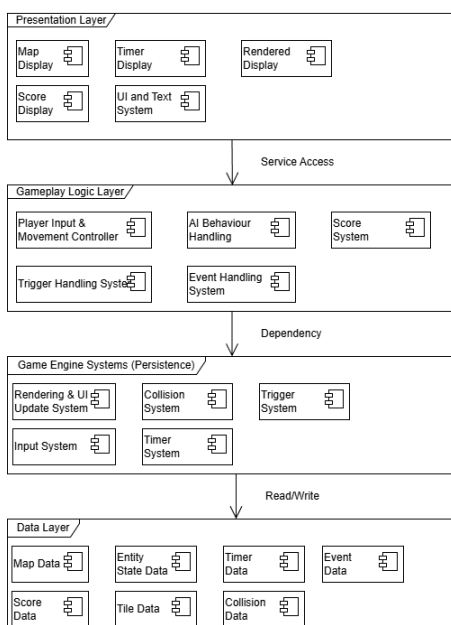 Presentation Layer
Map
Display
Timer
Display
Rendered
Display
Score
Display
UI and Text
System
Service Access
Gameplay Logic Layer
Player Input &
Movement Controller
AI Behaviour
Handling
Score
System
Trigger Handling System
Event Handling
System
Dependency
Game Engine Systems (Persistence)
Rendering & UI
Update System
Collision
System
Trigger
System
Input System
Timer
System
Read/Write
Data Layer
Map Data
Entity
State Data
Timer
Data
Event
Data
Score
Data
Tile Data
Collision
Data